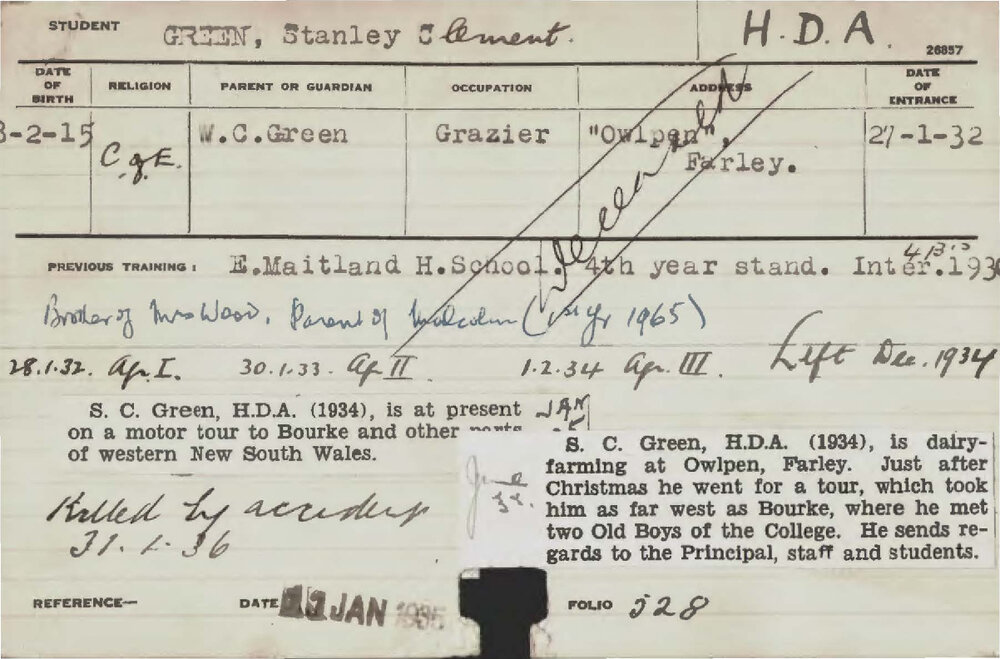 STUDENT GREEN, Stanley Clement. H.D.A. 26857
DATE OF BIRTH RELIGION PARENT OR GUARDIAN OCCUPATION ADDRESS DATE OF ENTRANCE
3-2-15 C. of E. W.C.Green Grazier "Owlpen", 27-1-32
Farley.
Deceased
PREVIOUS TRAINING: E.Maitland H.School. 4th year stand. Inter.193
Brother of Mrs Wood, Parent of Malcolm (1st Yr 1965)
28.1.32. Ag. I. 30.1.33. Ag II. 1.2.34 Ag. III. Left Dec. 1934
S. C. Green, H.D.A. (1934), is at present JAN
on a motor tour to Bourke and other parts
of western New South Wales.
S. C. Green, H.D.A. (1934), is dairy-
farming at Owlpen, Farley. Just after
Christmas he went for a tour, which took
him as far west as Bourke, where he met
two Old Boys of the College. He sends re-
gards to the Principal, staff and students.
June
Killed by accident
31.1.36
REFERENCE— DATE JAN 1935 FOLIO 528